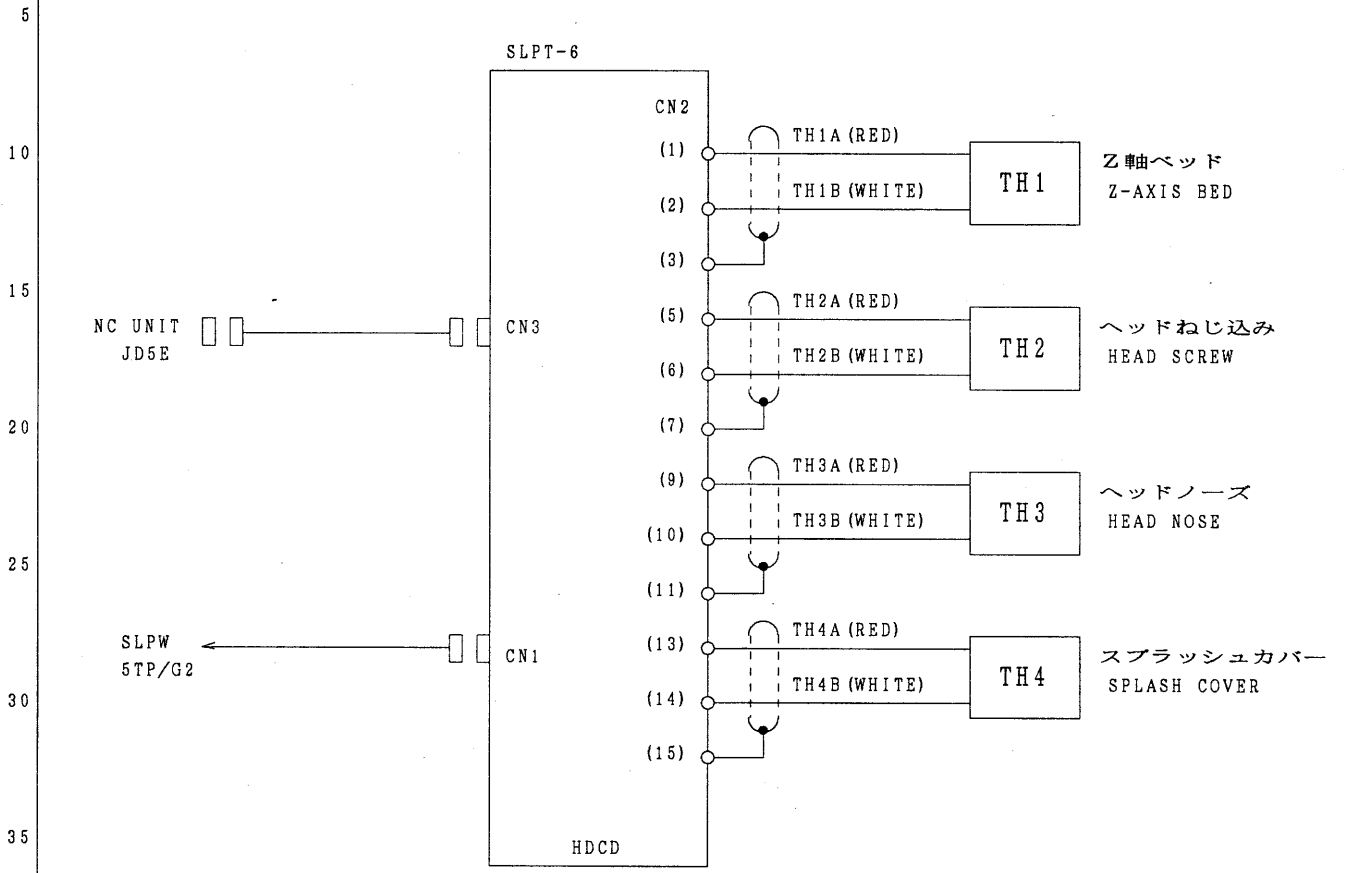 5
SLPT-6
CN2
TH1A(RED)
10
(1)
Z軸ベッド
TH1
TH1B(WHITE)
Z-AXIS BED
(2)
(3)
15
TH2A(RED)
(5)
NC UNIT
CN3
ヘッドねじ込み
JD5E
TH2B(WHITE)
TH2
HEAD SCREW
(6)
20
(7)
TH3A(RED)
(9)
ヘッドノーズ
TH3
TH3B(WHITE)
HEAD NOSE
(10)
25
(11)
TH4A(RED)
SLPW
(13)
5TP/G2
CN1
スプラッシュカバー
TH4
TH4B(WHITE)
SPLASH COVER
30
(14)
(15)
35
HDCD